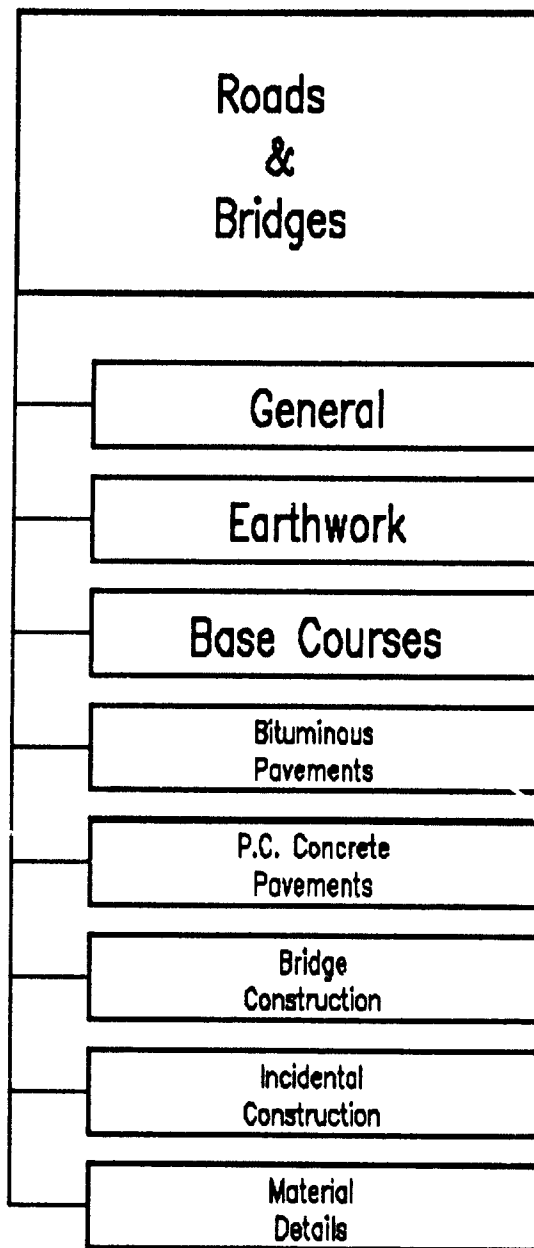 Roads
&
Bridges
General
Earthwork
Base Courses
Bituminous
Pavements
P.C. Concrete
Pavements
Bridge
Construction
Incidental
Construction
Material
Details